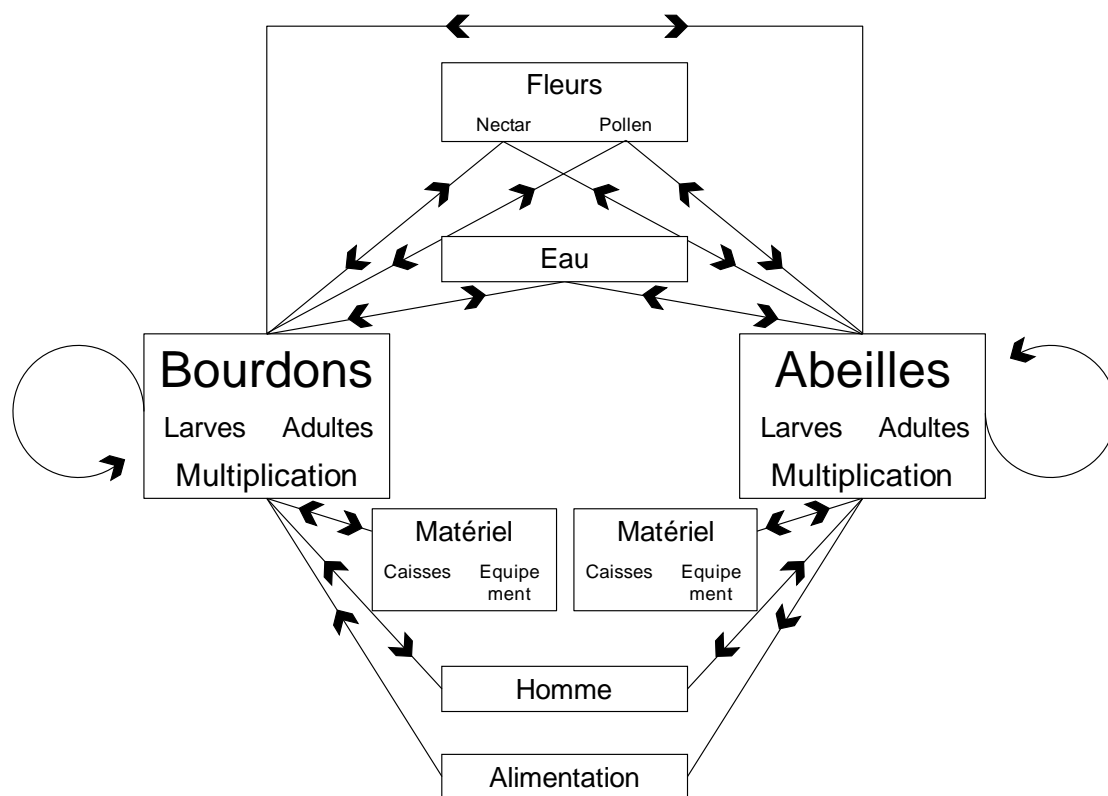 Fleurs
Nectar Pollen
Eau
Bourdons
Larves Adultes
Multiplication
Abeilles
Larves Adultes
Multiplication
Matériel
Caisses Equipe
ment
Matériel
Caisses Equipe
ment
Homme
Alimentation